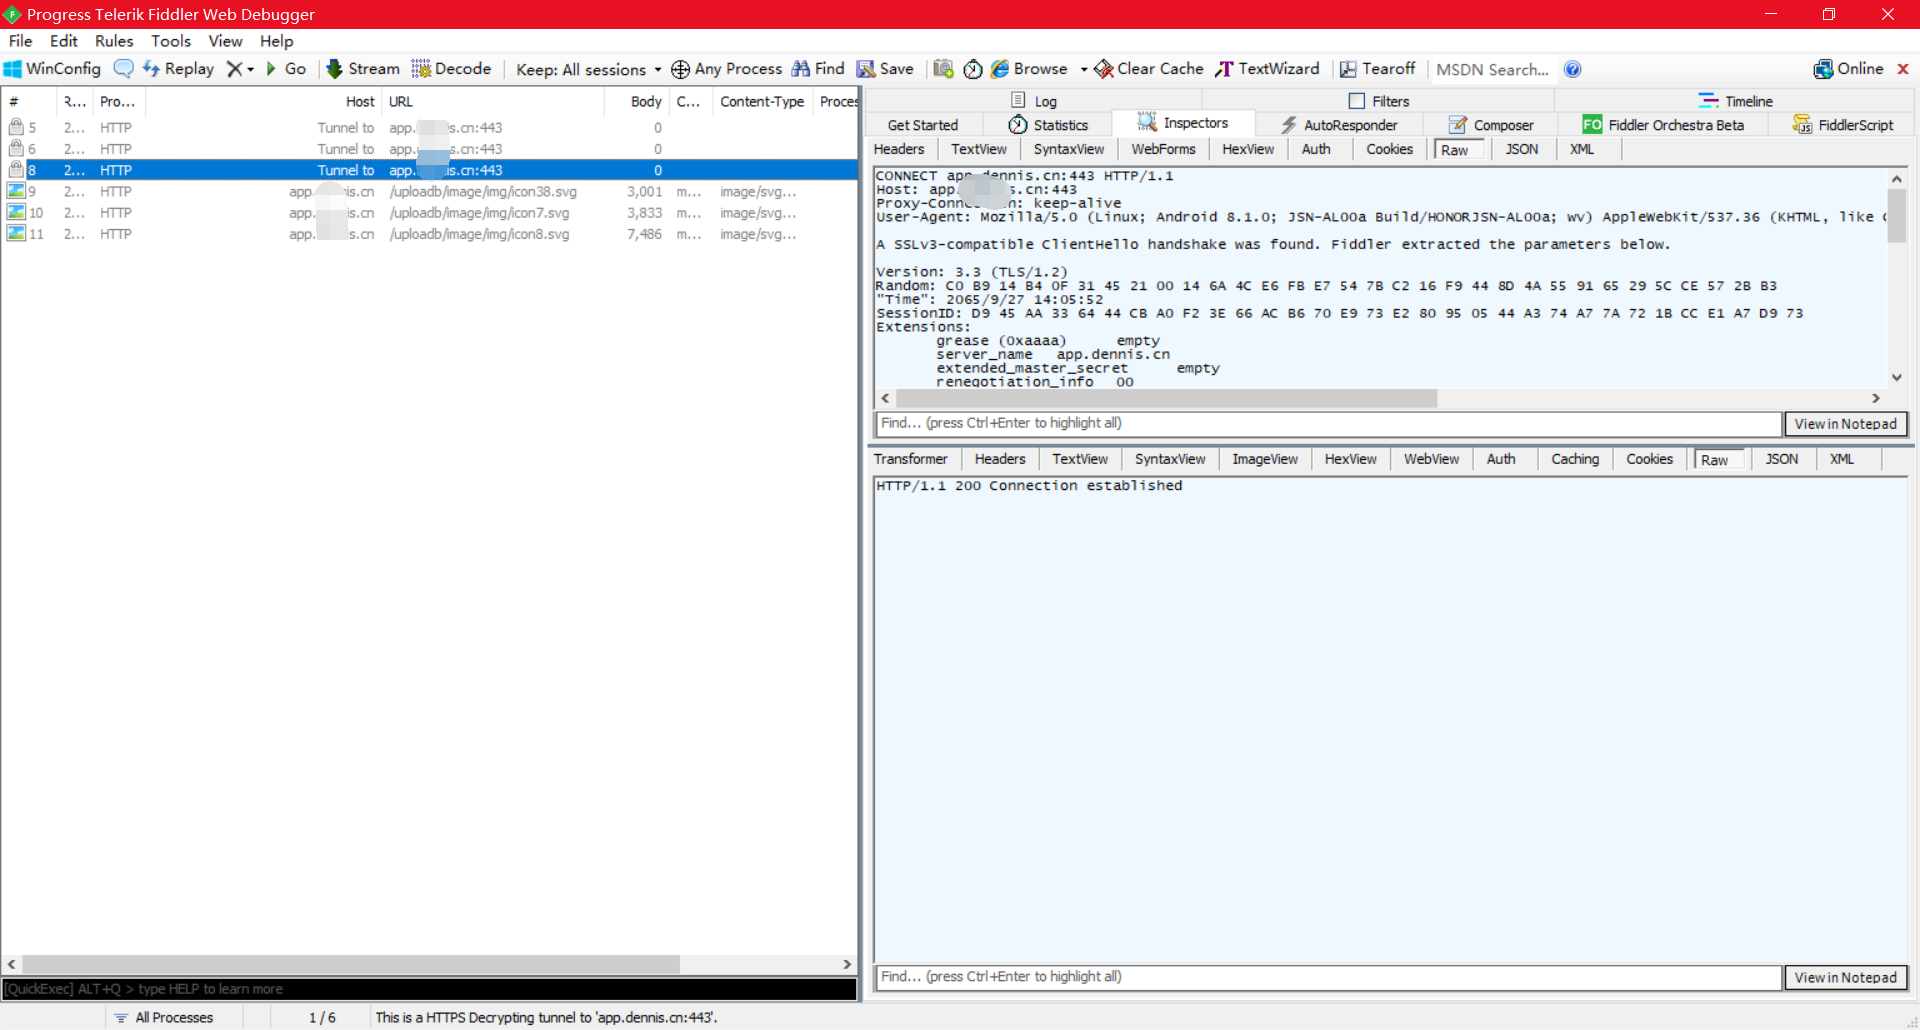 Progress Telerik Fiddler Web Debugger
File Edit Rules Tools View Help
WinConfig Replay Go Stream Decode Keep: All sessions Any Process Find Save Browse Clear Cache TextWizard Tearoff MSDN Search... Online
# R... Pro... Host URL Body C... Content-Type Proces
5 2... HTTP Tunnel to app. s.cn:443 0
6 2... HTTP Tunnel to app. s.cn:443 0
8 2... HTTP Tunnel to app. s.cn:443 0
9 2... HTTP app. is.cn /uploadb/image/img/icon38.svg 3,001 m... image/svg...
10 2... HTTP app. is.cn /uploadb/image/img/icon7.svg 3,833 m... image/svg...
11 2... HTTP app. is.cn /uploadb/image/img/icon8.svg 7,486 m... image/svg...
[QuickExec] ALT+Q > type HELP to learn more
Log Filters Timeline
Get Started Statistics Inspectors AutoResponder Composer FO Fiddler Orchestra Beta FiddlerScript
Headers TextView SyntaxView WebForms HexView Auth Cookies Raw JSON XML
CONNECT app.dennis.cn:443 HTTP/1.1
Host: app. s.cn:443
Proxy-Connection: keep-alive
User-Agent: Mozilla/5.0 (Linux; Android 8.1.0; JSN-AL00a Build/HONORJSN-AL00a; wv) AppleWebKit/537.36 (KHTML, like G
A SSLv3-compatible ClientHello handshake was found. Fiddler extracted the parameters below.
Version: 3.3 (TLS/1.2)
Random: C0 B9 14 B4 0F 31 45 21 00 14 6A 4C E6 FB E7 54 7B C2 16 F9 44 8D 4A 55 91 65 29 5C CE 57 2B B3
"Time": 2065/9/27 14:05:52
SessionID: D9 45 AA 33 64 44 CB A0 F2 3E 66 AC B6 70 E9 73 E2 80 95 05 44 A3 74 A7 7A 72 1B CC E1 A7 D9 73
Extensions:
grease (0xaaaa) empty
server_name app.dennis.cn
extended_master_secret empty
renegotiation_info 00
Find... (press Ctrl+Enter to highlight all) View in Notepad
Transformer Headers TextView SyntaxView ImageView HexView WebView Auth Caching Cookies Raw JSON XML
HTTP/1.1 200 Connection established
Find... (press Ctrl+Enter to highlight all) View in Notepad
All Processes 1 / 6 This is a HTTPS Decrypting tunnel to 'app.dennis.cn:443'.